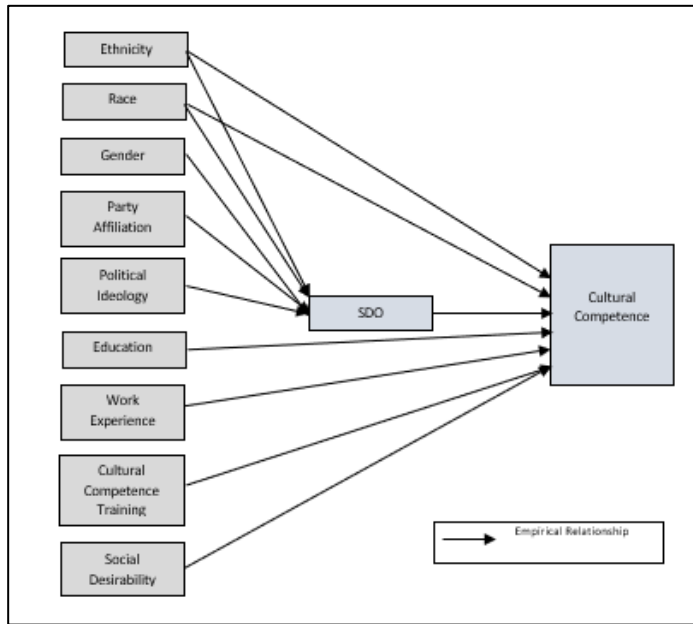 Ethnicity
Race
Gender
Party
Affiliation
Political
Ideology
SDO
Cultural
Competence
Education
Work
Experience
Cultural
Competence
Training
Social
Desirability
Empirical Relationship